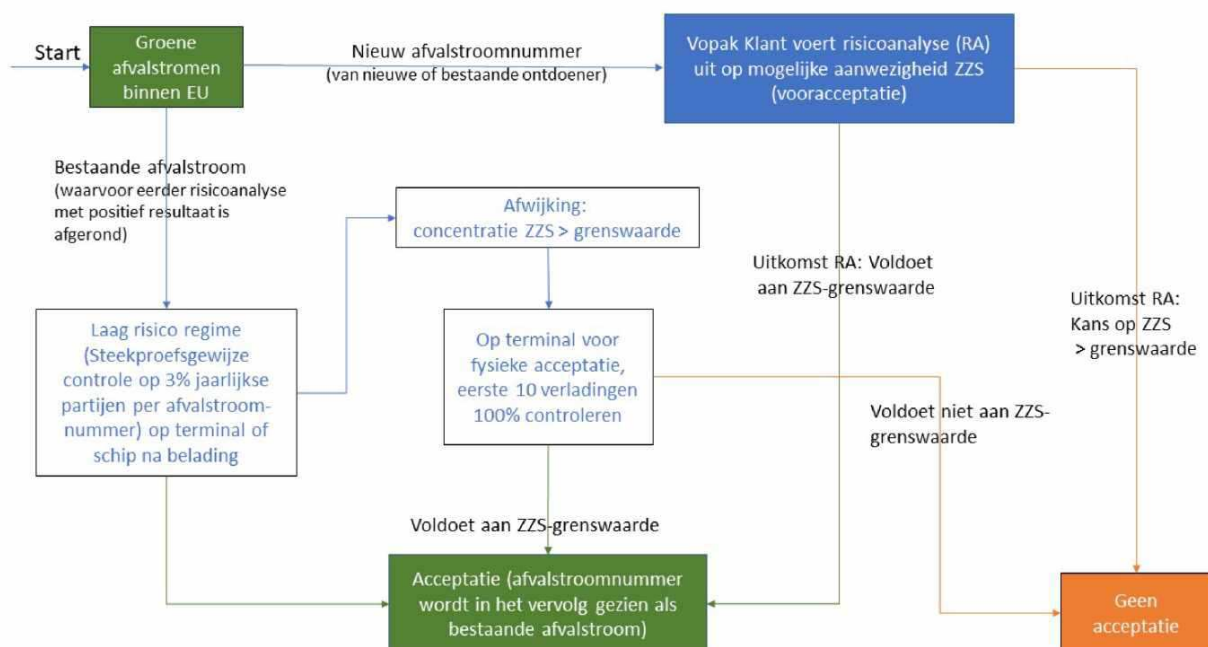 Start
Groene
afvalstromen
binnen EU
Nieuw afvalstroomnummer
(van nieuwe of bestaande ontdoener)
Vopak Klant voert risicoanalyse (RA)
uit op mogelijke aanwezigheid ZZS
(vooracceptatie)
Bestaande afvalstroom
(waarvoor eerder risicoanalyse
met positief resultaat is
afgerond)
Afwijking:
concentratie ZZS > grenswaarde
Uitkomst RA: Voldoet
aan ZZS-grenswaarde
Uitkomst RA:
Kans op ZZS
> grenswaarde
Laag risico regime
(Steekproefsgewijze
controle op 3% jaarlijkse
partijen per afvalstroom-
nummer) op terminal of
schip na belading
Op terminal voor
fysieke acceptatie,
eerste 10 verladingen
100% controleren
Voldoet niet aan ZZS-
grenswaarde
Voldoet aan ZZS-grenswaarde
Acceptatie (afvalstroomnummer
wordt in het vervolg gezien als
bestaande afvalstroom)
Geen
acceptatie